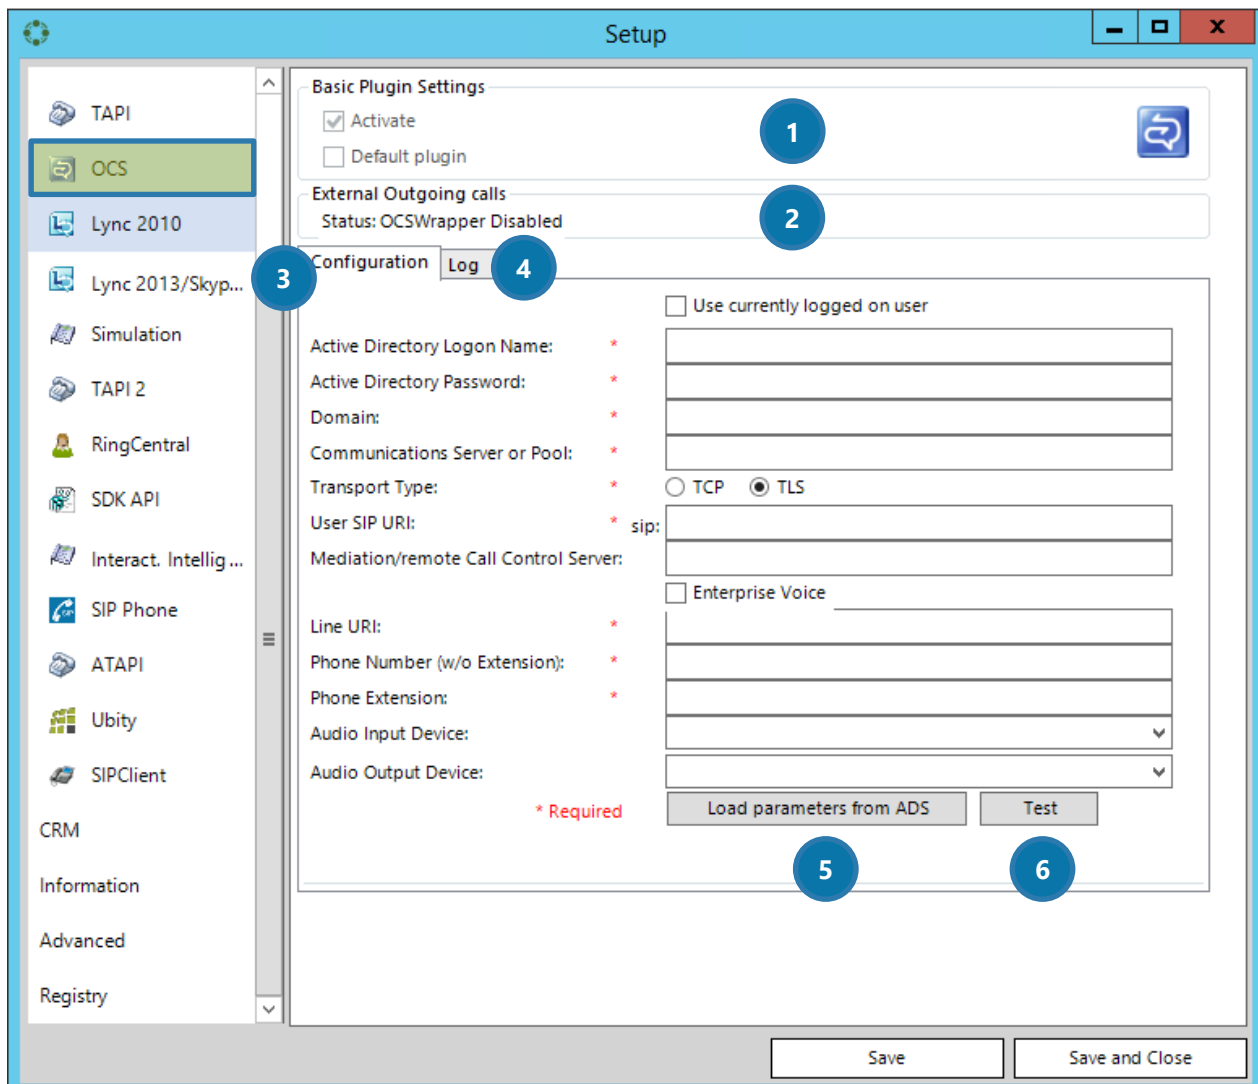 Setup
TAPI
OCS
Lync 2010
Lync 2013/Skyp...
Simulation
TAPI 2
RingCentral
SDK API
Interact. Intellig...
SIP Phone
ATAPI
Ubity
SIPClient
CRM
Information
Advanced
Registry
Basic Plugin Settings
Activate
Default plugin
1
External Outgoing calls
Status: OCSWrapper Disabled
2
3
Configuration
Log
4
Use currently logged on user
Active Directory Logon Name: *
Active Directory Password: *
Domain: *
Communications Server or Pool: *
Transport Type: * TCP TLS
User SIP URI: * sip:
Mediation/remote Call Control Server:
Enterprise Voice
Line URI: *
Phone Number (w/o Extension): *
Phone Extension: *
Audio Input Device:
Audio Output Device:
* Required
Load parameters from ADS
Test
5
6
Save
Save and Close